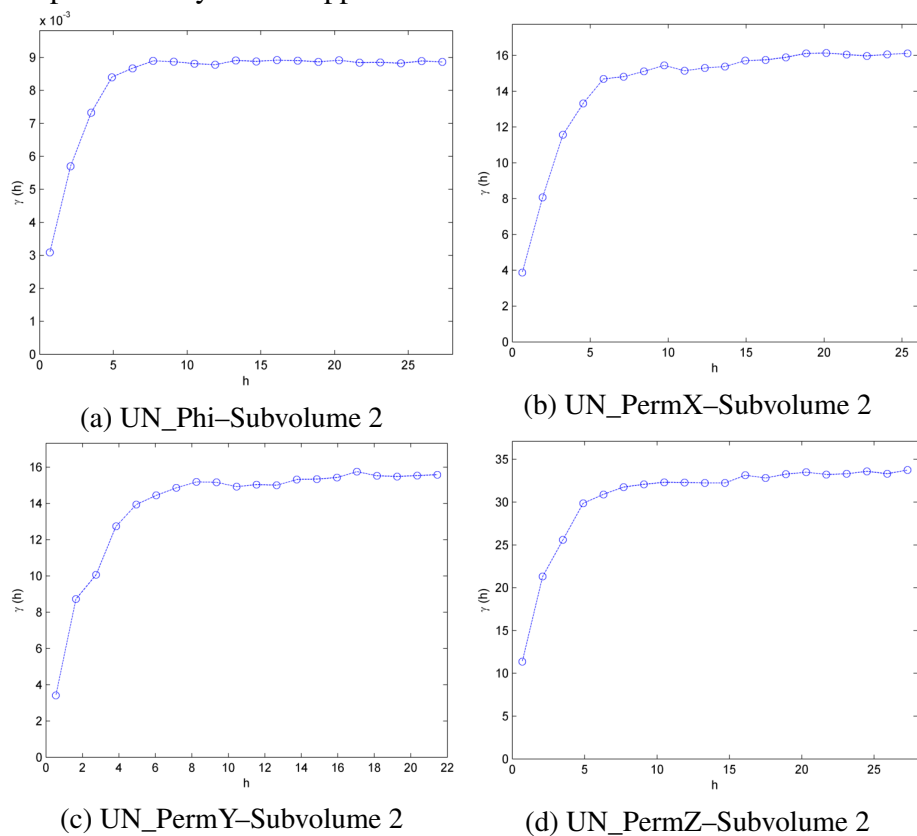 x 10⁻³
9
8
7
6
5
4
3
2
1
0
γ (h)
0 5 10 15 20 25
h
(a) UN_Phi–Subvolume 2
16
14
12
10
8
6
4
2
0
γ (h)
0 5 10 15 20 25
h
(b) UN_PermX–Subvolume 2
16
14
12
10
8
6
4
2
0
γ (h)
0 2 4 6 8 10 12 14 16 18 20 22
h
(c) UN_PermY–Subvolume 2
35
30
25
20
15
10
5
0
γ (h)
0 5 10 15 20 25
h
(d) UN_PermZ–Subvolume 2